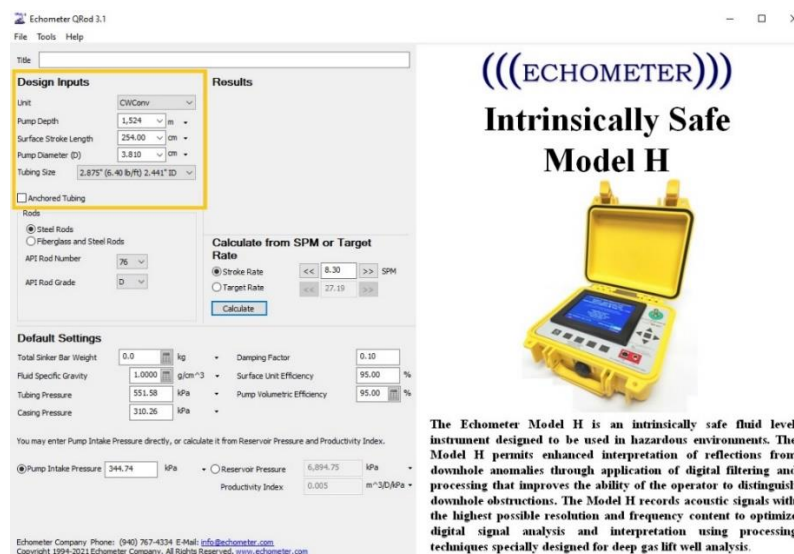 Echometer QRod 3.1
File Tools Help
Title
Design Inputs
Results
Unit CWConv
Pump Depth 1,524 m
Surface Stroke Length 254.00 cm
Pump Diameter (D) 3.810 cm
Tubing Size 2.875" (6.40 lb/ft) 2.441" ID
Anchored Tubing
Rods
Steel Rods
Fiberglass and Steel Rods
API Rod Number 76
API Rod Grade D
Calculate from SPM or Target
Rate
Stroke Rate << 8.30 >> SPM
Target Rate << 27.19 >>
Calculate
Default Settings
Total Sinker Bar Weight 0.0 kg
Damping Factor 0.10
Fluid Specific Gravity 1.0000 g/cm^3
Surface Unit Efficiency 95.00 %
Tubing Pressure 551.58 kPa
Pump Volumetric Efficiency 95.00 %
Casing Pressure 310.26 kPa
You may enter Pump Intake Pressure directly, or calculate it from Reservoir Pressure and Productivity Index.
Pump Intake Pressure 344.74 kPa
Reservoir Pressure 6,894.75 kPa
Productivity Index 0.005 m^3/D/kPa
Echometer Company Phone: (940) 767-4334 E-Mail: info@echometer.com
Copyright 1994-2021 Echometer Company. All Rights Reserved. www.echometer.com
(((ECHOMETER)))
Intrinsically Safe
Model H
The Echometer Model H is an intrinsically safe fluid level
instrument designed to be used in hazardous environments. The
Model H permits enhanced interpretation of reflections from
downhole anomalies through application of digital filtering and
processing that improves the ability of the operator to distinguish
downhole obstructions. The Model H records acoustic signals with
the highest possible resolution and frequency content to optimize
digital signal analysis and interpretation using processing
techniques specially designed for deep gas lift well analysis.